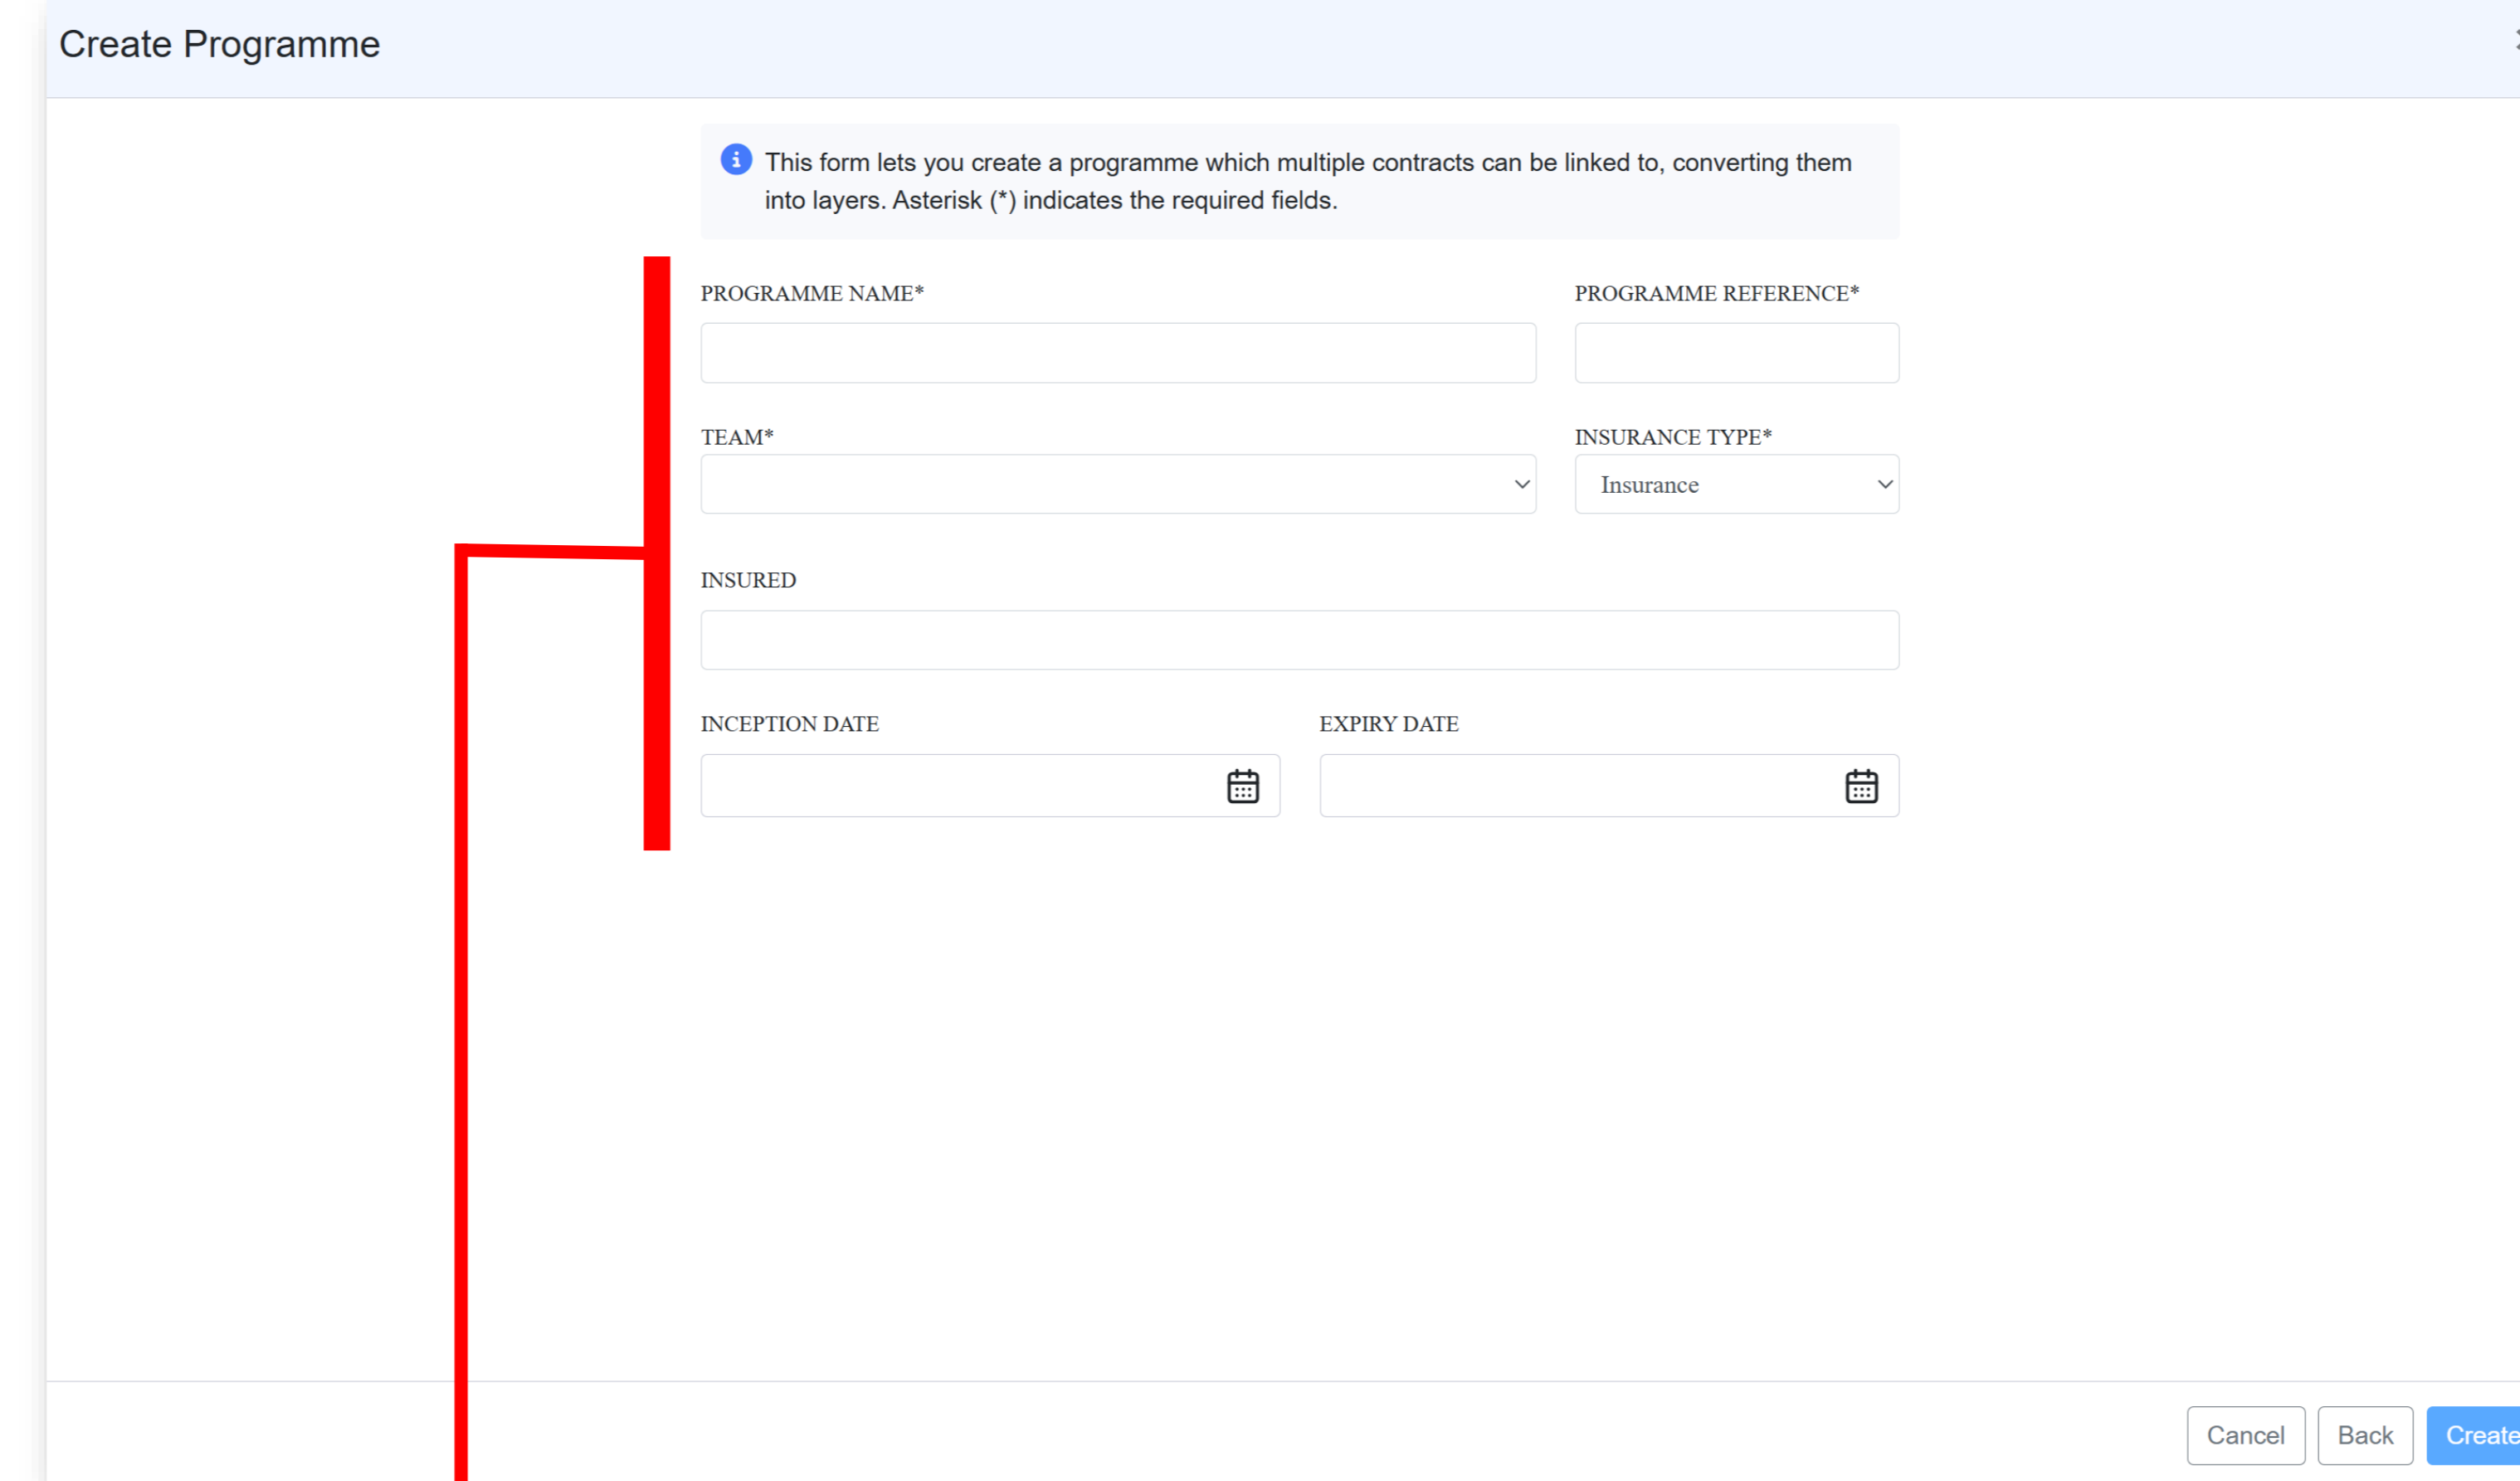 Create Programme
This form lets you create a programme which multiple contracts can be linked to, converting them
into layers. Asterisk (*) indicates the required fields.
PROGRAMME NAME*
PROGRAMME REFERENCE*
TEAM*
INSURANCE TYPE*
Insurance
INSURED
INCEPTION DATE
EXPIRY DATE
Cancel
Back
Create